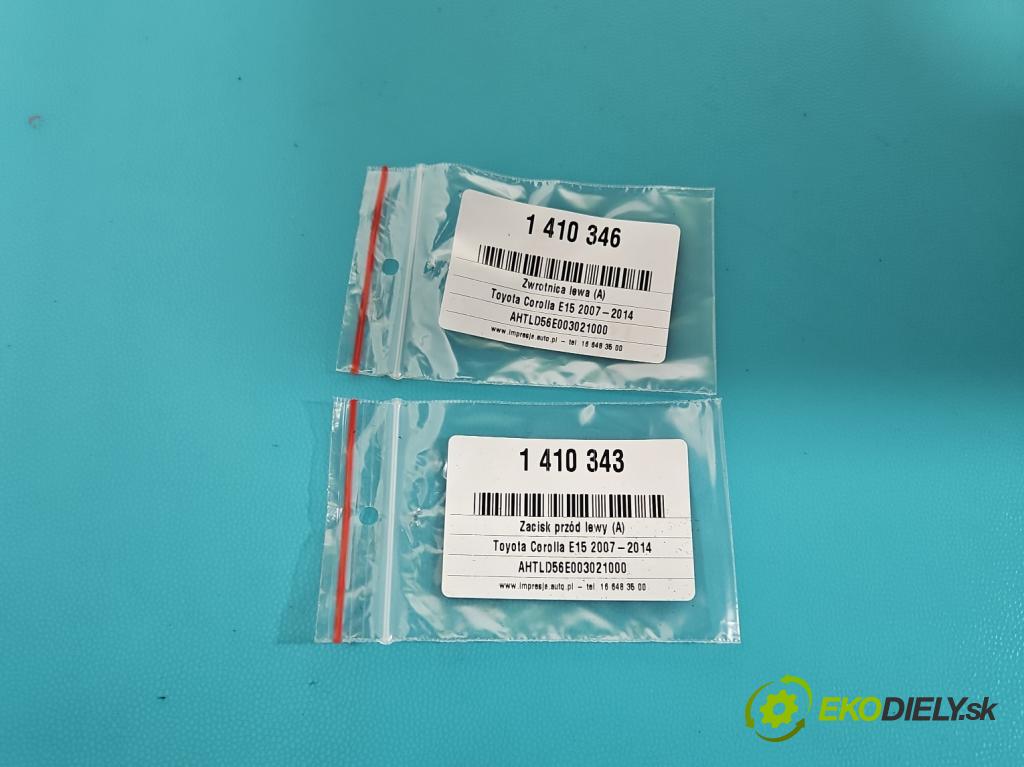 1 410 346
Zwrotnica lewa (A)
Toyota Corolla E15 2007-2014
AHTLD56E003021000
www.impresja.auto.pl - tel 16 648 35 00
1 410 343
Zacisk przód lewy (A)
Toyota Corolla E15 2007-2014
AHTLD56E003021000
www.impresja.auto.pl - tel 16 648 35 00
EKODIELY.sk